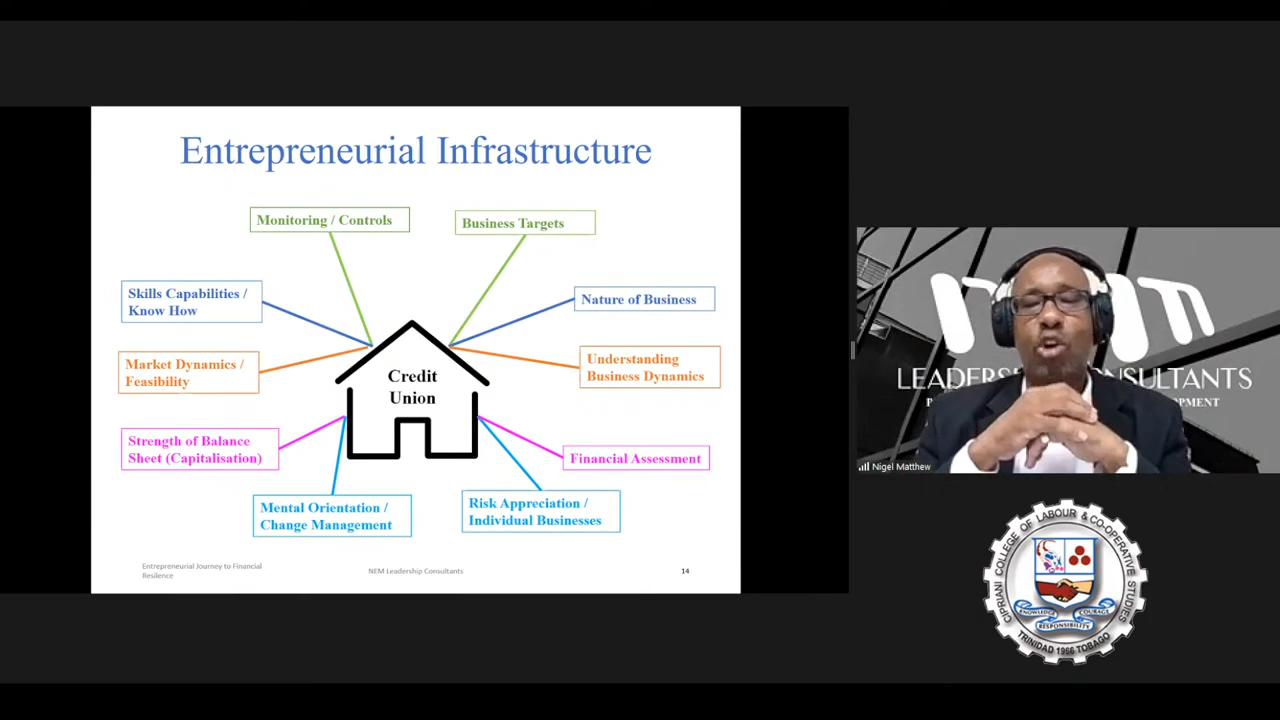 Entrepreneurial Infrastructure
Monitoring / Controls
Business Targets
Skills Capabilities /
Know How
Nature of Business
Market Dynamics /
Feasibility
Understanding
Business Dynamics
Credit
Union
Strength of Balance
Sheet (Capitalisation)
Financial Assessment
Mental Orientation /
Change Management
Risk Appreciation /
Individual Businesses
Entrepreneurial Journey to Financial
Resilence
NEM Leadership Consultants
14
Nigel Matthew
CIPRIANI COLLEGE OF LABOUR & CO-OPERATIVE STUDIES
KNOWLEDGE
COURAGE
RESPONSIBILITY
TRINIDAD 1966 TOBAGO